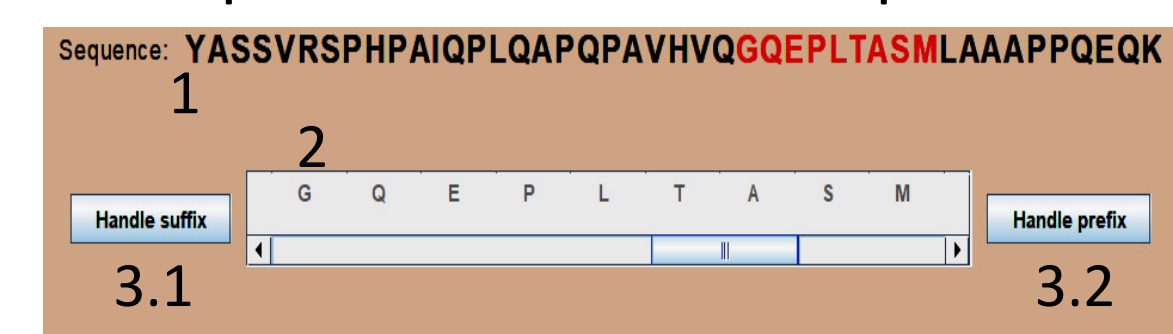 Sequence: YASSVRSPHPAIQPLQAPQPAVHVQGQEPLTASMLAAAPPQEQK
1
2
G Q E P L T A S M
Handle suffix
Handle prefix
3.1
3.2